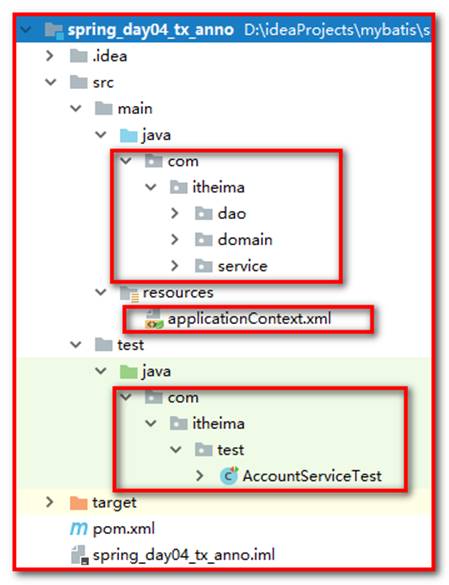 spring_day04_tx_anno D:\ideaProjects\mybatis\s
.idea
src
main
java
com
itheima
dao
domain
service
resources
applicationContext.xml
test
java
com
itheima
test
AccountServiceTest
target
pom.xml
spring_day04_tx_anno.iml